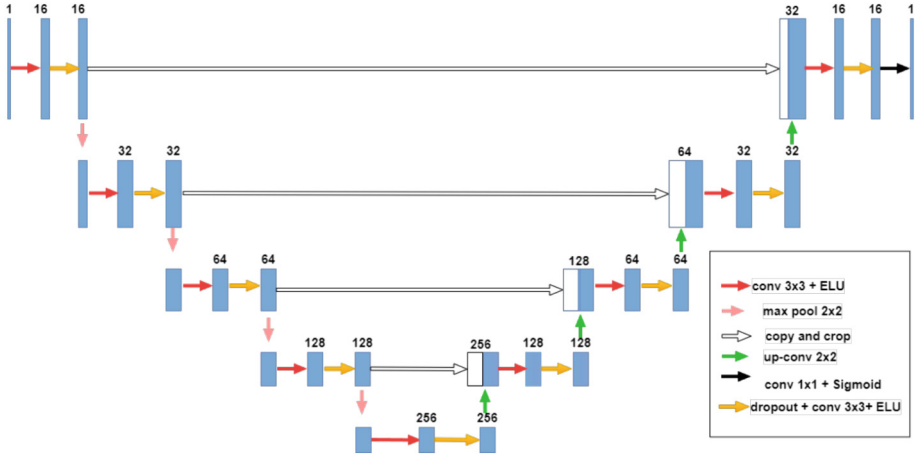 1 16 16 32 16 16 1
32 32 64 32 32
64 64 128 64 64
128 128 256 128 128
256 256
conv 3x3 + ELU
max pool 2x2
copy and crop
up-conv 2x2
conv 1x1 + Sigmoid
dropout + conv 3x3+ ELU